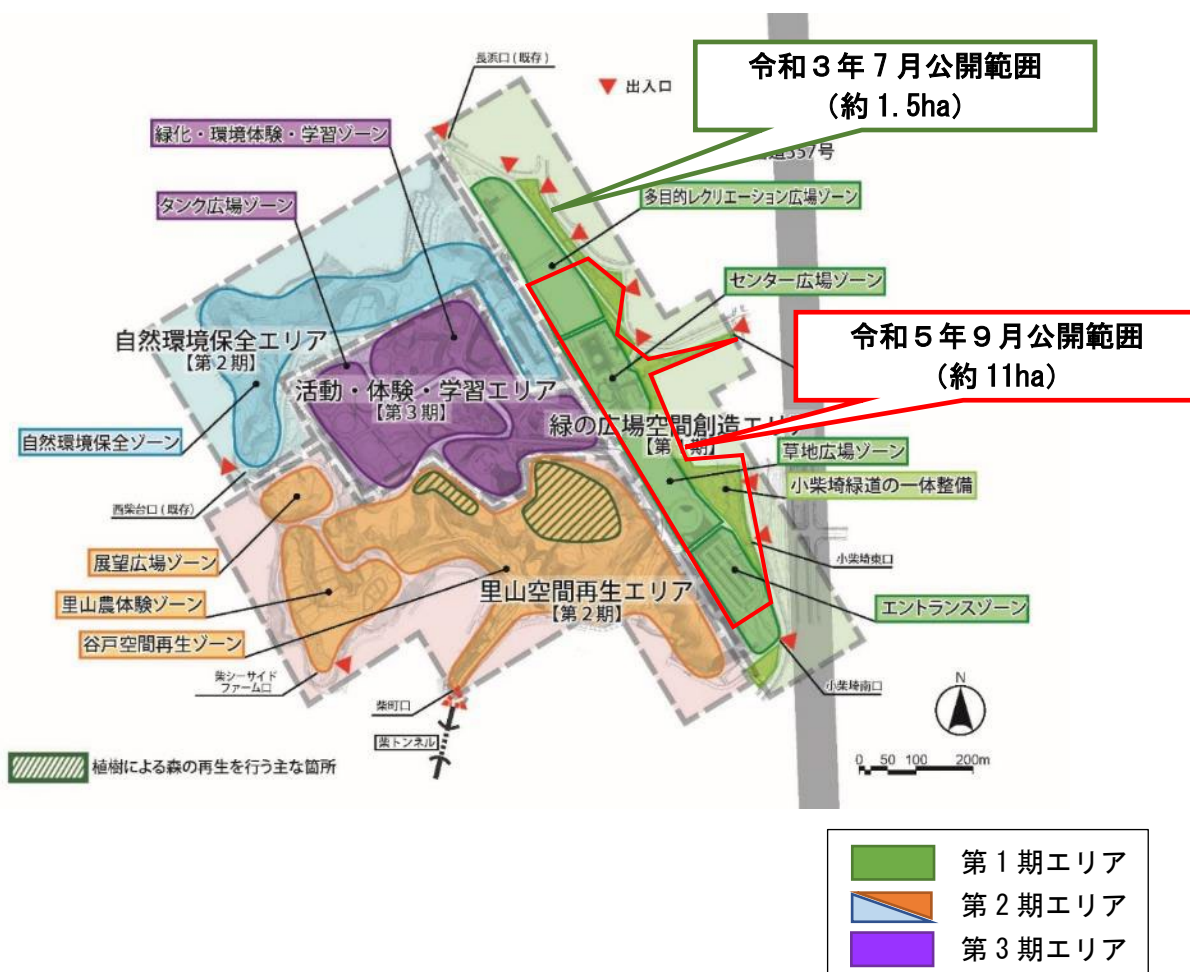 長浜口(既存)
出入口
令和3年7月公開範囲
(約1.5ha)
道357号
緑化・環境体験・学習ゾーン
タンク広場ゾーン
多目的レクリエーション広場ゾーン
センター広場ゾーン
令和5年9月公開範囲
(約11ha)
自然環境保全エリア
【第2期】
活動・体験・学習エリア
【第3期】
緑の広場空間創造エリ
【第 期】
草地広場ゾーン
小柴埼緑道の一体整備
自然環境保全ゾーン
西柴台口(既存)
展望広場ゾーン
里山農体験ゾーン
谷戸空間再生ゾーン
里山空間再生エリア
【第2期】
小柴埼東口
エントランスゾーン
小柴埼南口
柴シーサイド
ファーム口
柴町口
柴トンネル
植樹による森の再生を行う主な箇所
N
0 50 100 200m
第1期エリア
第2期エリア
第3期エリア